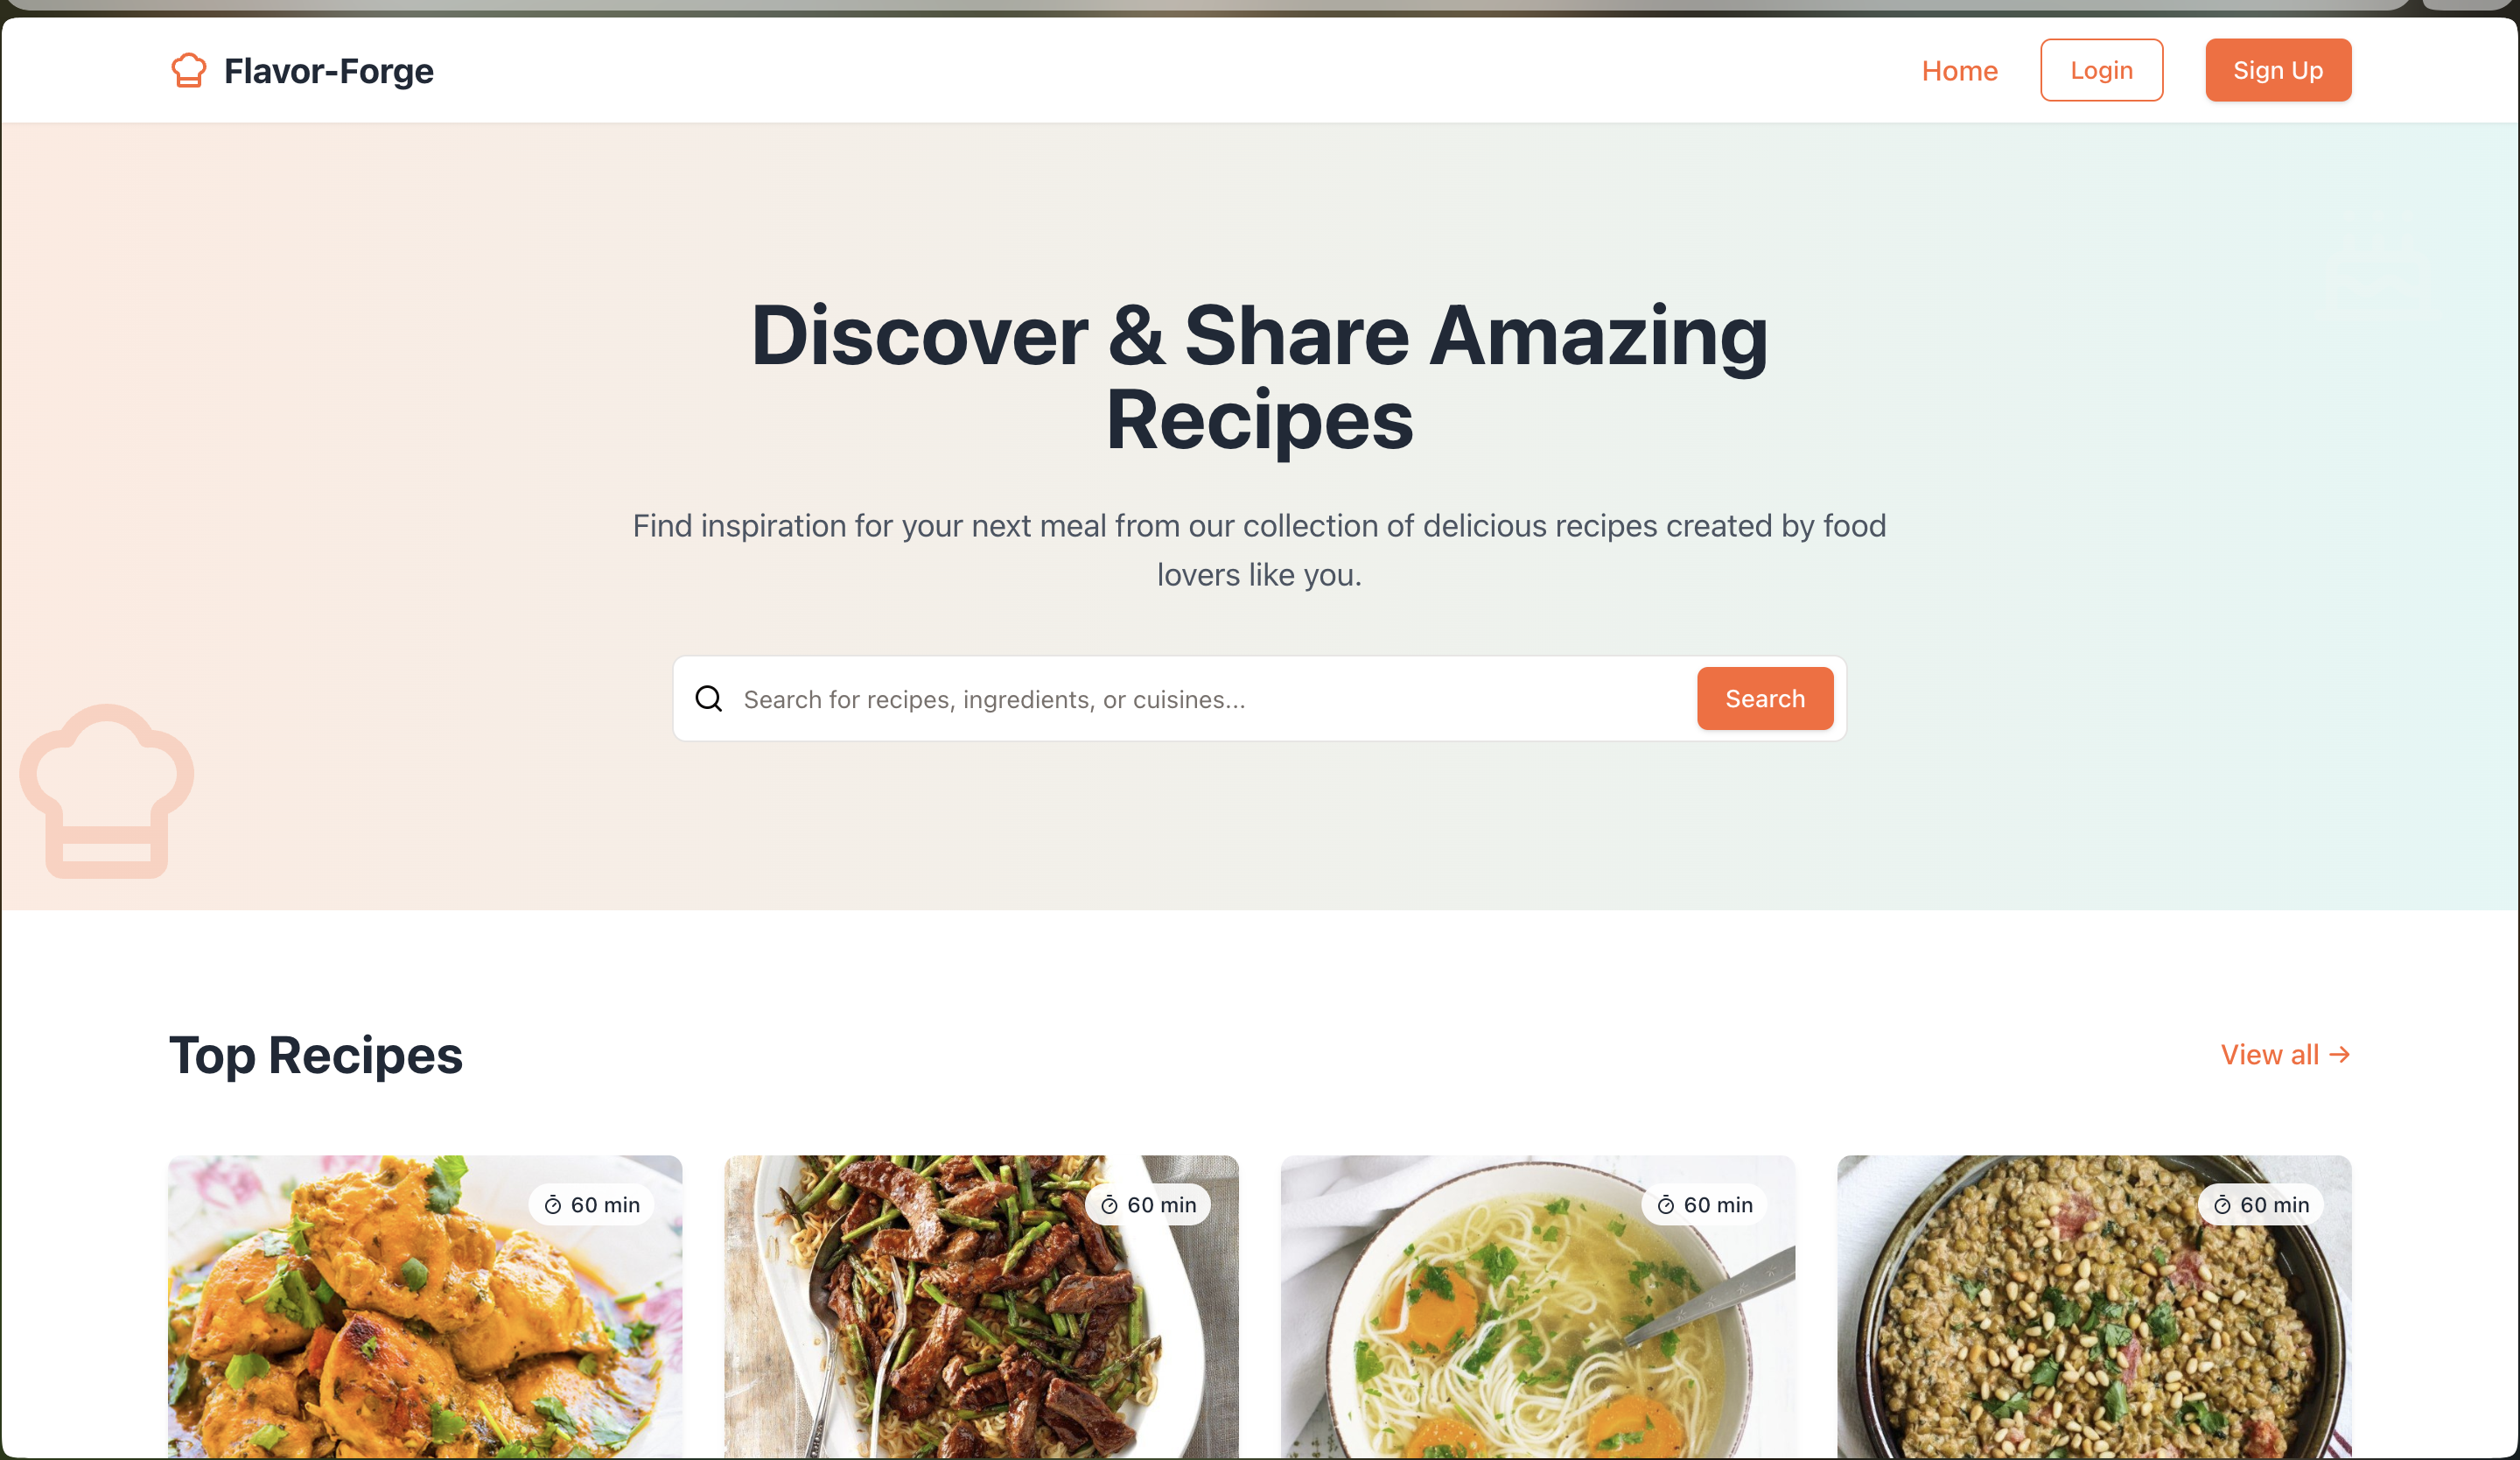 Flavor-Forge
Home
Login
Sign Up
Discover & Share Amazing
Recipes
Find inspiration for your next meal from our collection of delicious recipes created by food
lovers like you.
Search for recipes, ingredients, or cuisines...
Search
Top Recipes
View all →
60 min
60 min
60 min
60 min